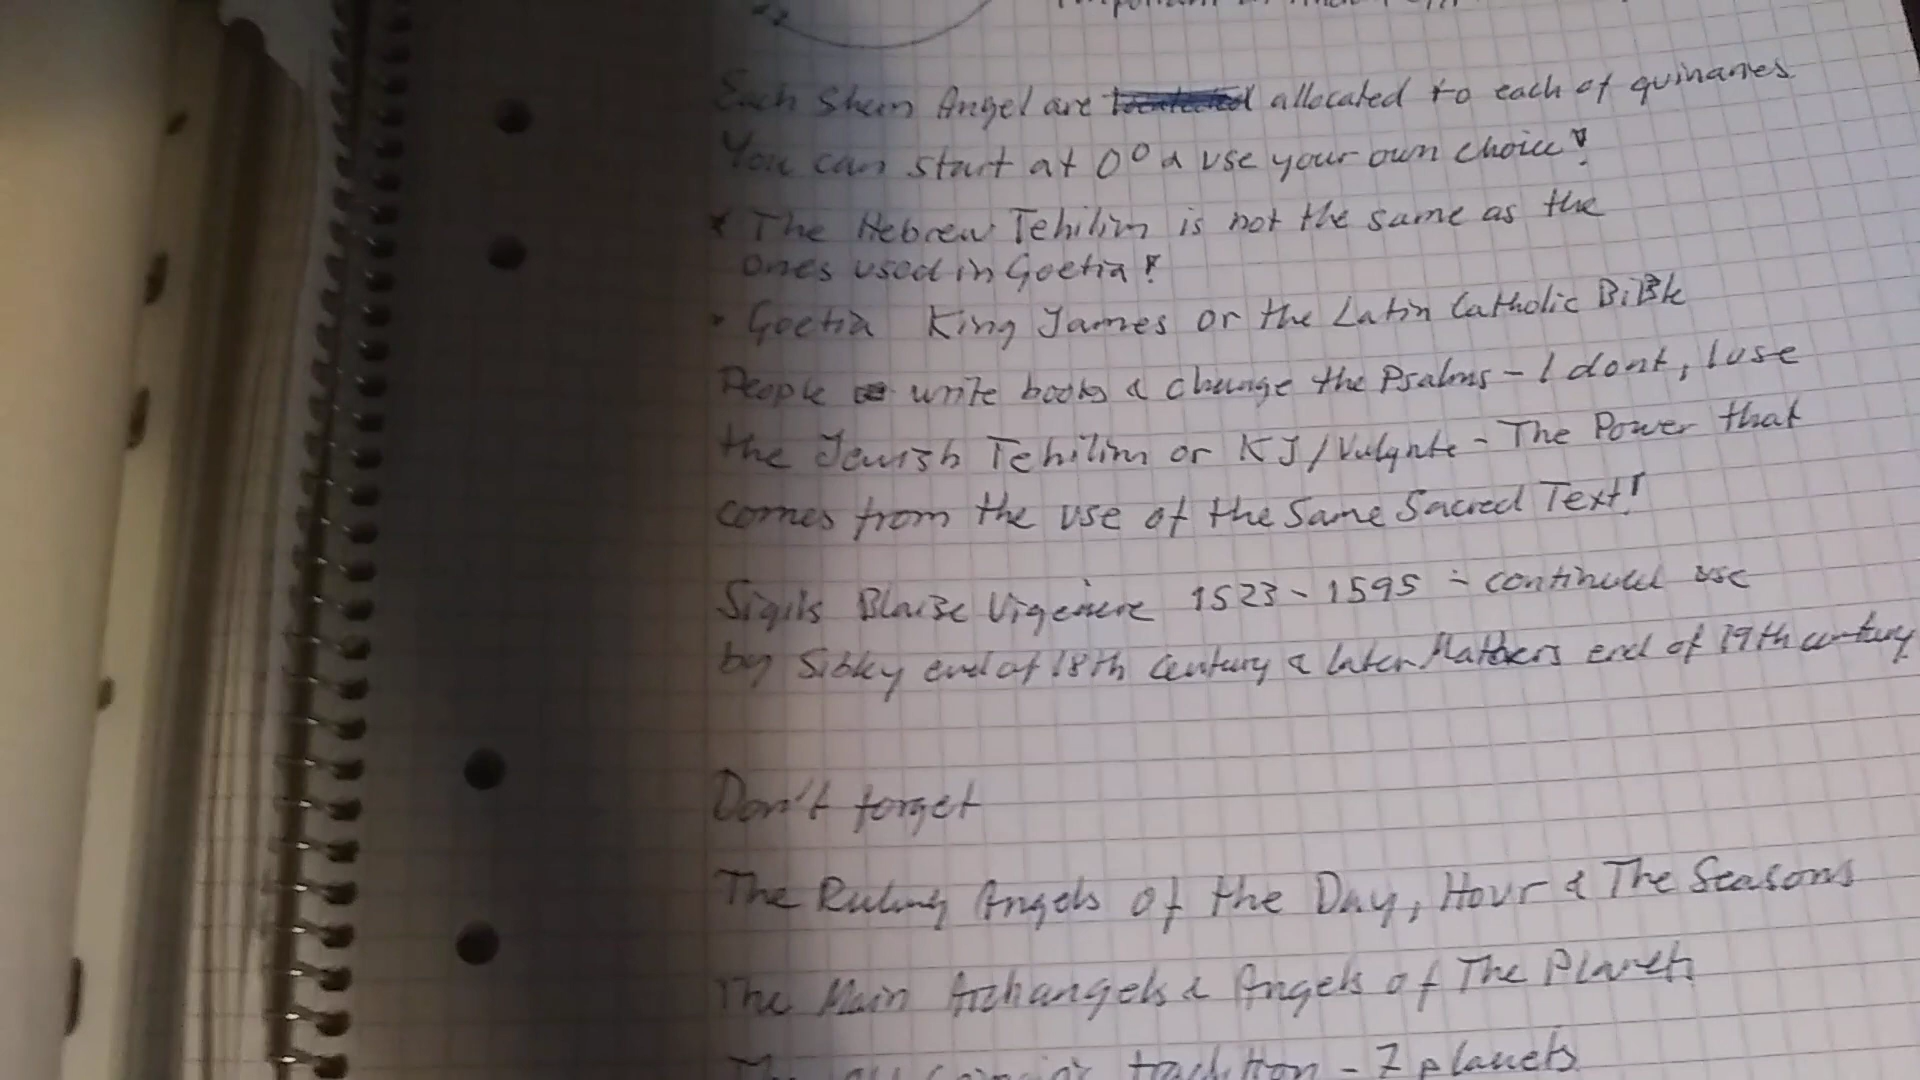 Each Shem Angel are allocated to each of quinaries
You can start at 0° & use your own choice!
* The Hebrew Tehilim is not the same as the
ones used in Goetia!
• Goetia King James or the Latin Catholic BiBle
People write books & change the Psalms - I dont, I use
the Jewish Tehilim or KJ/Vulgate - The Power that
comes from the use of the Same Sacred Text!
Sigils Blaise Vigenere 1523 - 1595 - continued use
by Sibley end of 18th Century & later Mathers end of 19th century
Don't forget
The Ruling Angels of the Day, Hour & The Seasons
The Main Archangels & Angels of The Planets
tradition - 7 planets